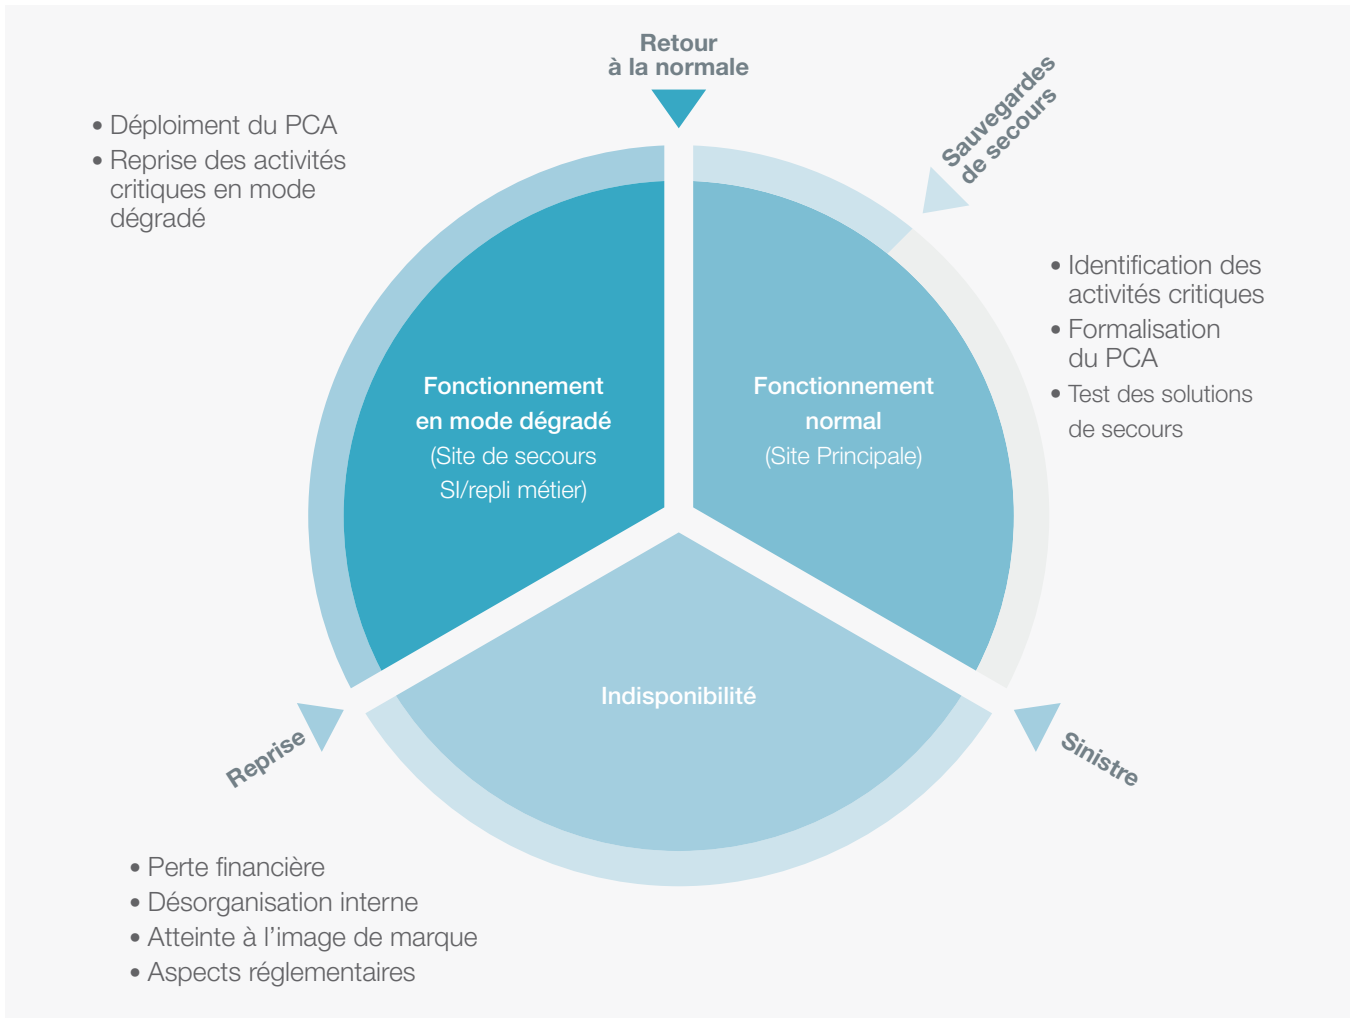 Retour
à la normale
Sauvegardes
de secours
• Déploiment du PCA
• Reprise des activités
critiques en mode
dégradé
• Identification des
activités critiques
• Formalisation
du PCA
• Test des solutions
de secours
Fonctionnement
en mode dégradé
(Site de secours
SI/repli métier)
Fonctionnement
normal
(Site Principale)
Indisponibilité
Reprise
Sinistre
• Perte financière
• Désorganisation interne
• Atteinte à l’image de marque
• Aspects réglementaires